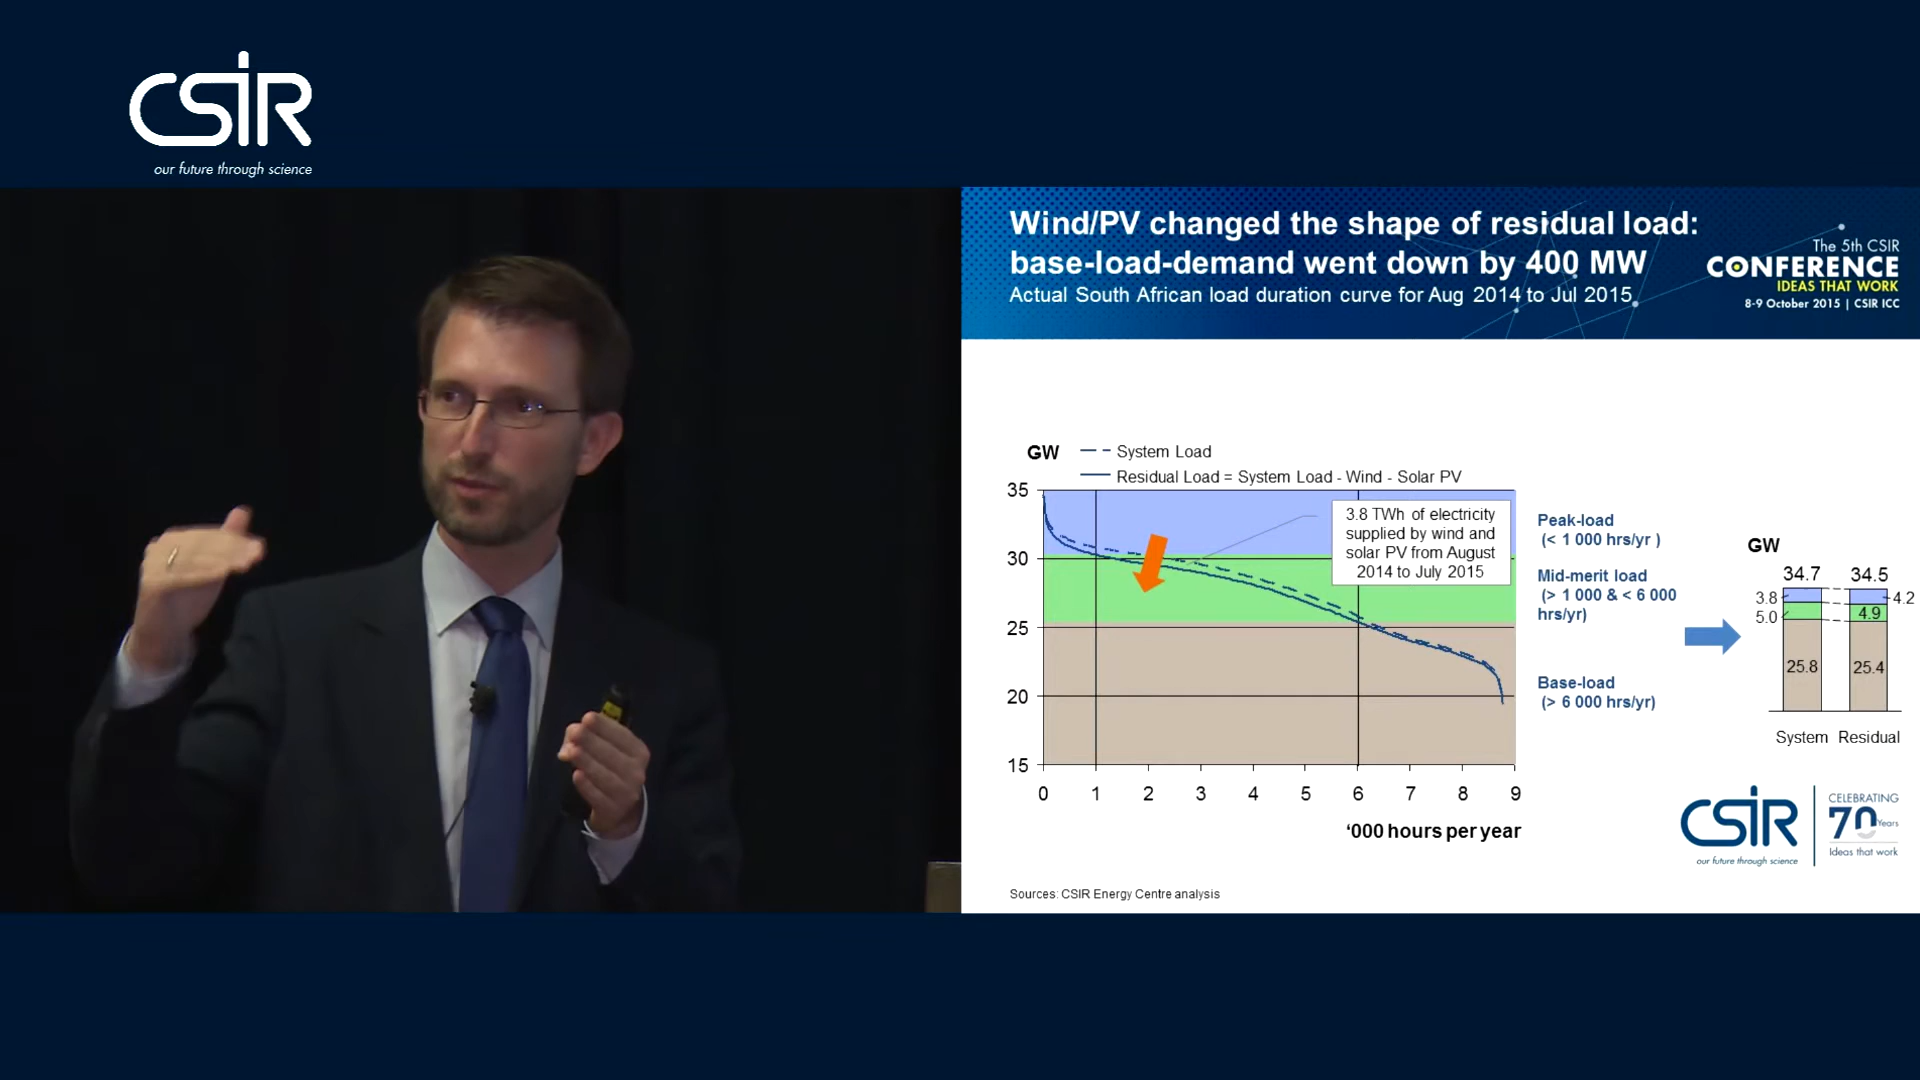 CSIR
our future through science
Wind/PV changed the shape of residual load:
base-load-demand went down by 400 MW
Actual South African load duration curve for Aug 2014 to Jul 2015
The 5th CSIR
CONFERENCE
IDEAS THAT WORK
8-9 October 2015 | CSIR ICC
GW
System Load
Residual Load = System Load - Wind - Solar PV
35
30
25
20
15
0 1 2 3 4 5 6 7 8 9
‘000 hours per year
3.8 TWh of electricity
supplied by wind and
solar PV from August
2014 to July 2015
Peak-load
(< 1 000 hrs/yr )
Mid-merit load
(> 1 000 & < 6 000
hrs/yr)
Base-load
(> 6 000 hrs/yr)
GW
34.7 34.5
3.8 4.2
5.0 4.9
25.8 25.4
System Residual
CSIR
our future through science
CELEBRATING
70 Years
Ideas that work
Sources: CSIR Energy Centre analysis